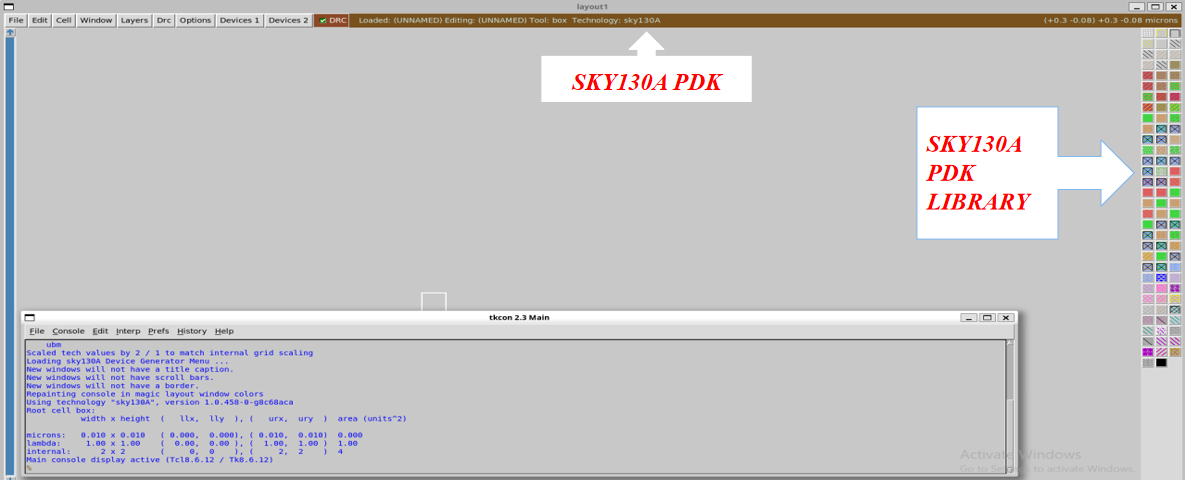 layout1
File Edit Cell Window Layers Drc Options Devices 1 Devices 2 DRC Loaded: (UNNAMED) Editing: (UNNAMED) Tool: box Technology: sky130A (+0.3 -0.08) +0.3 -0.08 microns
SKY130A PDK
SKY130A
PDK
LIBRARY
tkcon 2.3 Main
File Console Edit Interp Prefs History Help
ubm
Scaled tech values by 2 / 1 to match internal grid scaling
Loading sky130A Device Generator Menu ...
New windows will not have a title caption.
New windows will not have scroll bars.
New windows will not have a border.
Repainting console in magic layout window colors
Using technology "sky130A", version 1.0.458-0-g8c68aca
Root cell box:
width x height ( llx, lly ), ( urx, ury ) area (units^2)
microns: 0.010 x 0.010 ( 0.000, 0.000), ( 0.010, 0.010) 0.000
lambda: 1.00 x 1.00 ( 0.00, 0.00 ), ( 1.00, 1.00 ) 1.00
internal: 2 x 2 ( 0, 0 ), ( 2, 2 ) 4
Main console display active (Tcl8.6.12 / Tk8.6.12)
%
Activate Windows
Go to Settings to activate Windows.